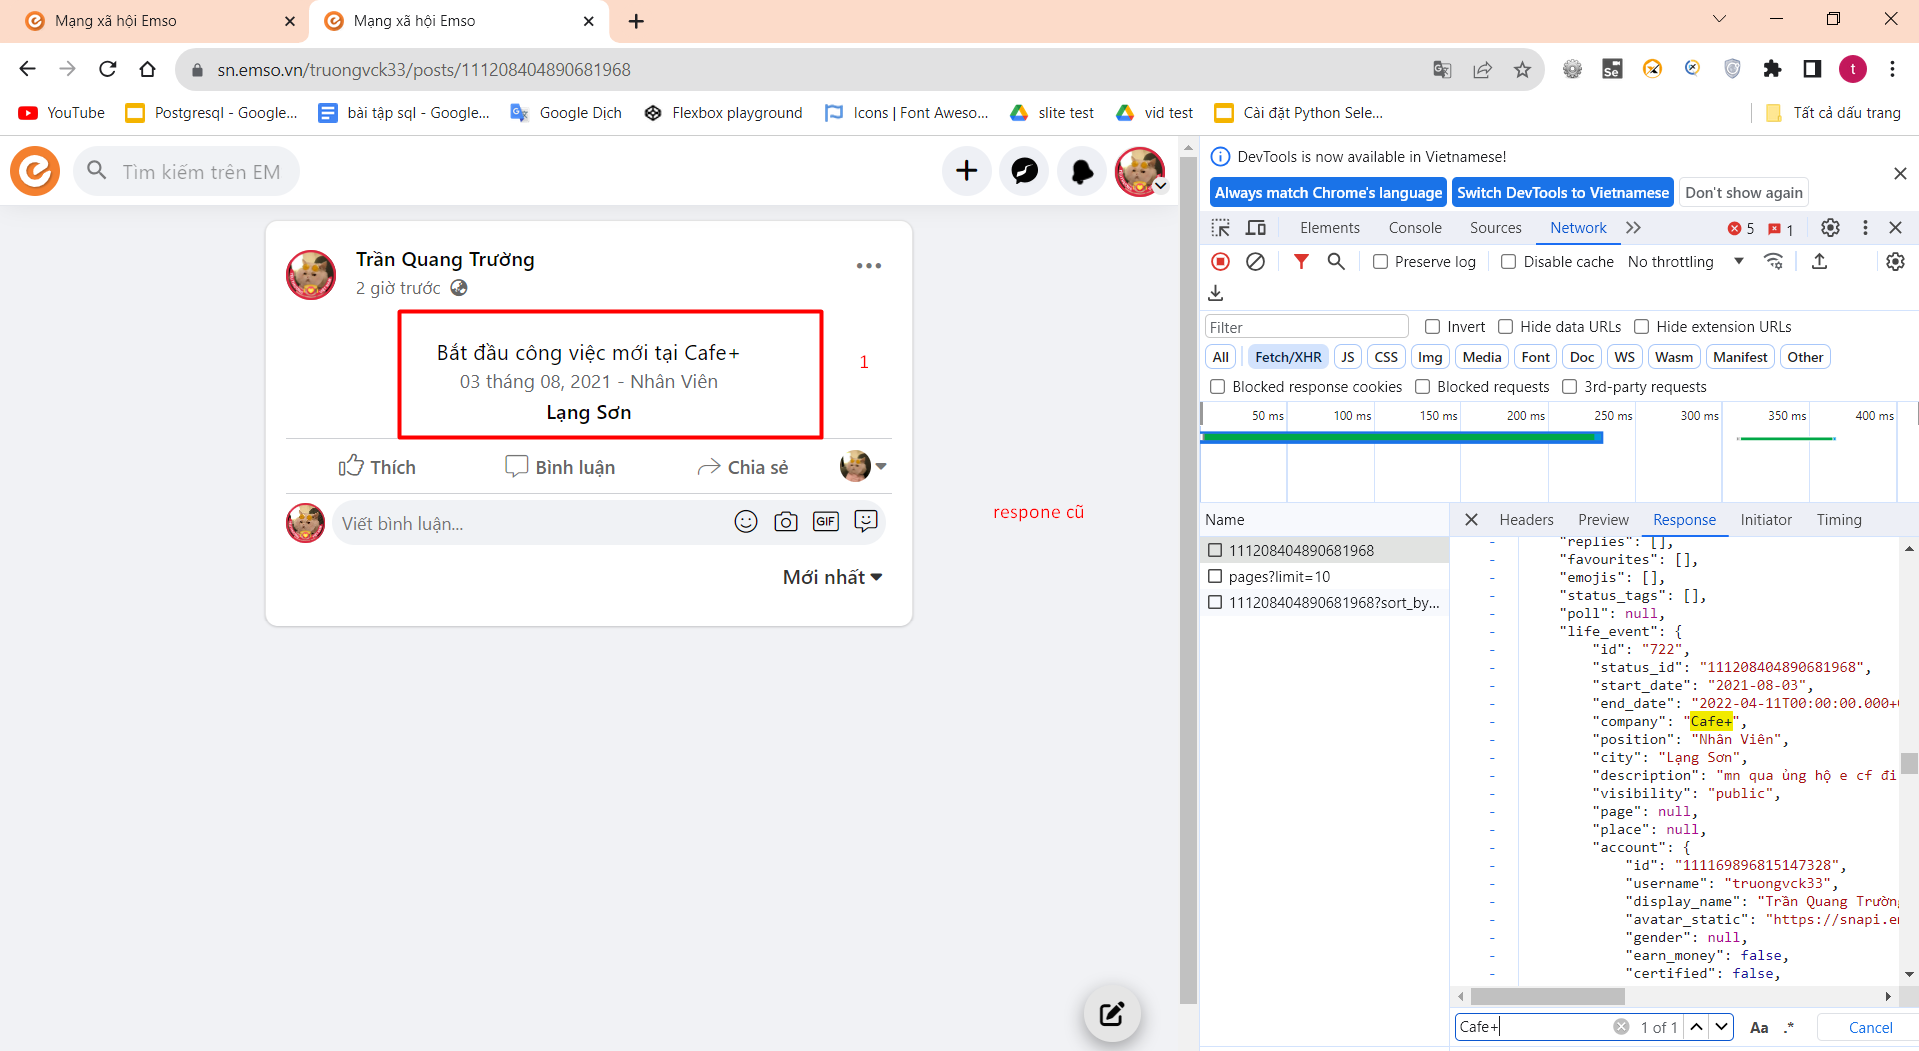 Mạng xã hội Emso
Mạng xã hội Emso
sn.emso.vn/truongvck33/posts/111208404890681968
Se
t
YouTube
Postgresql - Google...
bài tập sql - Google...
Google Dịch
Flexbox playground
Icons | Font Aweso...
slite test
vid test
Cài đặt Python Sele...
Tất cả dấu trang
Tìm kiếm trên EM
Trần Quang Trường
2 giờ trước
Bắt đầu công việc mới tại Cafe+
03 tháng 08, 2021 - Nhân Viên
Lạng Sơn
1
Thích
Bình luận
Chia sẻ
Viết bình luận...
GIF
Mới nhất
respone cũ
DevTools is now available in Vietnamese!
Always match Chrome's language
Switch DevTools to Vietnamese
Don't show again
Elements
Console
Sources
Network
5
1
Preserve log
Disable cache
No throttling
Filter
Invert
Hide data URLs
Hide extension URLs
All
Fetch/XHR
JS
CSS
Img
Media
Font
Doc
WS
Wasm
Manifest
Other
Blocked response cookies
Blocked requests
3rd-party requests
50 ms
100 ms
150 ms
200 ms
250 ms
300 ms
350 ms
400 ms
Name
111208404890681968
pages?limit=10
111208404890681968?sort_by...
Headers
Preview
Response
Initiator
Timing
- "replies": [],
- "favourites": [],
- "emojis": [],
- "status_tags": [],
- "poll": null,
- "life_event": {
- "id": "722",
- "status_id": "111208404890681968",
- "start_date": "2021-08-03",
- "end_date": "2022-04-11T00:00:00.000+
- "company": "Cafe+",
- "position": "Nhân Viên",
- "city": "Lạng Sơn",
- "description": "mn qua ủng hộ e cf đi
- "visibility": "public",
- "page": null,
- "place": null,
- "account": {
- "id": "111169896815147328",
- "username": "truongvck33",
- "display_name": "Trần Quang Trường
- "avatar_static": "https://snapi.e
- "gender": null,
- "earn_money": false,
- "certified": false,
Cafe+
1 of 1
Aa
.*
Cancel